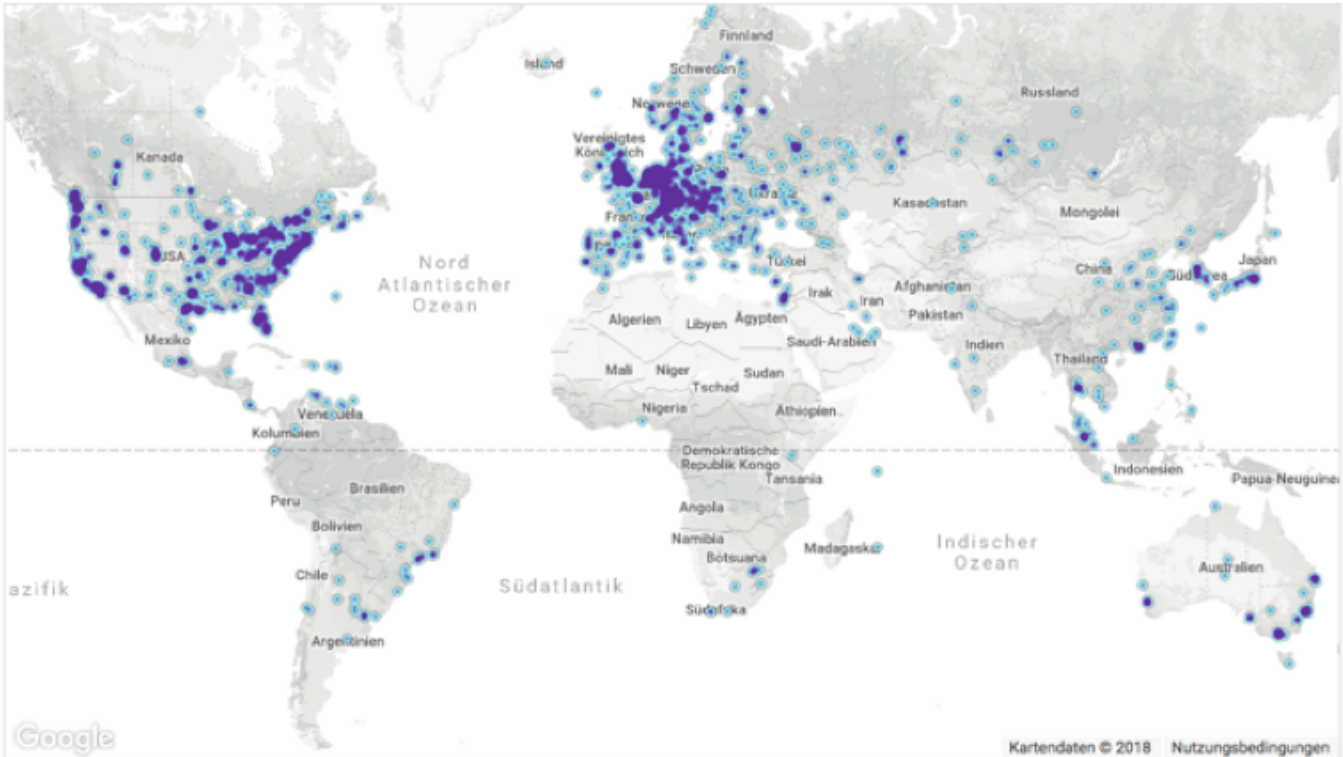 Finnland
Island
Schweden
Russland
Norwegen
Vereinigtes
Königreich
Kanada
Ukraine
Kasachstan
Mongolei
USA
Nord
Atlantischer
Ozean
Türkei
China
Japan
Südkorea
Afghanistan
Irak
Iran
Algerien
Libyen
Ägypten
Pakistan
Saudi-Arabien
Mexiko
Indien
Thailand
Mali
Niger
Sudan
Tschad
Nigeria
Äthiopien
Venezuela
Kolumbien
Demokratische
Republik Kongo
Tansania
Indonesien
Papua-Neuguinea
Peru
Brasilien
Angola
Bolivien
Namibia
Botsuana
Madagaskar
Indischer
Ozean
Australien
Chile
azifik
Südatlantik
Südafrika
Argentinien
Google
Kartendaten © 2018
Nutzungsbedingungen